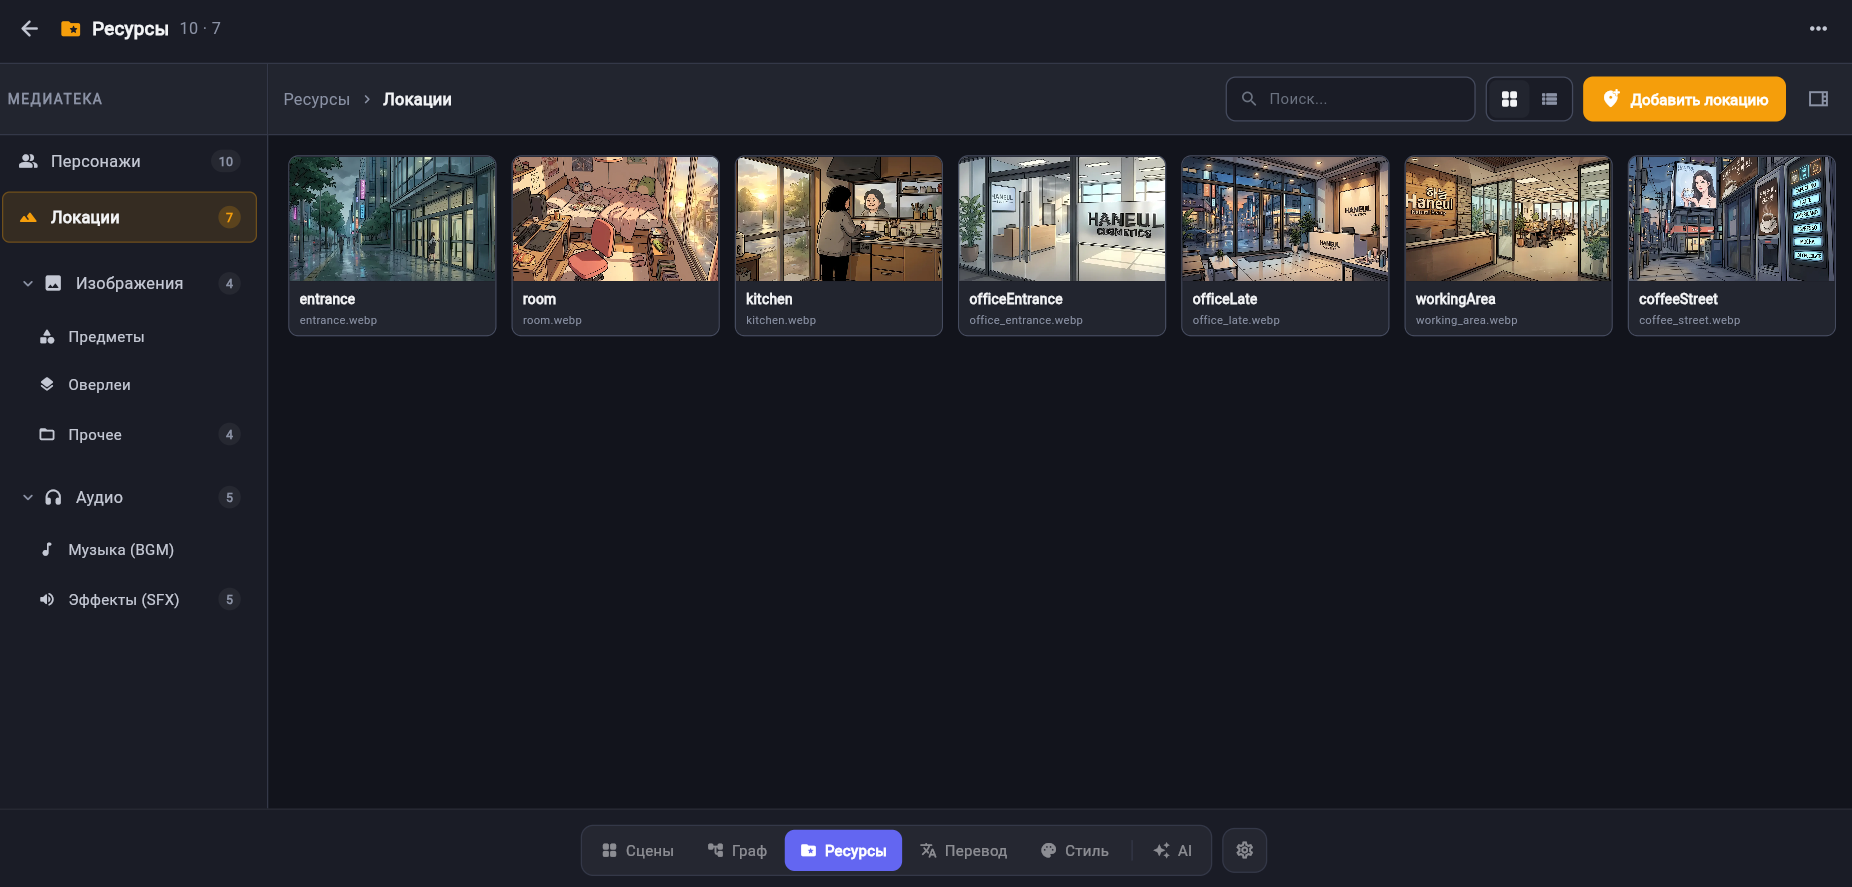 Ресурсы 10 · 7
МЕДИАТЕКА
Ресурсы Локации
Поиск...
Добавить локацию
Персонажи 10
Локации 7
Изображения 4
Предметы
Оверлеи
Прочее 4
Аудио 5
Музыка (BGM)
Эффекты (SFX) 5
entrance
entrance.webp
room
room.webp
kitchen
kitchen.webp
HANEUL
COSMETICS
officeEntrance
office_entrance.webp
HANEUL
HANEUL
officeLate
office_late.webp
Haneul
workingArea
working_area.webp
coffeeStreet
coffee_street.webp
Сцены
Граф
Ресурсы
Перевод
Стиль
AI